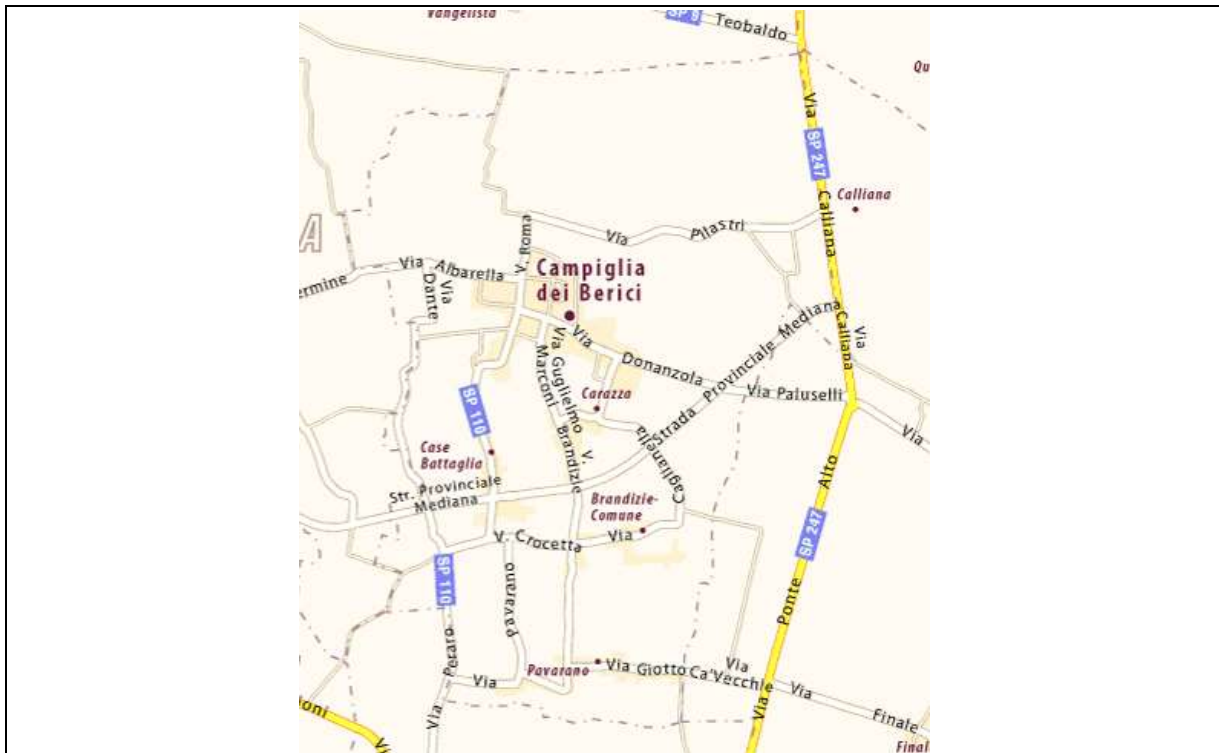 Vangelista
SP 9
Teobaldo
Qu
Via
SP 247
Calliana
Calliana
A
V. Roma
Via
Pilastri
Via
Albarella
ermine
Via
Dante
Campiglia
dei Berici
Via
Donanzola
Via Paluselli
Strada Provinciale Mediana
Via
Calliana
Via
Via Guglielmo
Marconi
V.
Brandizie
Carazza
SP 110
Case
Battaglia
Caglianella
Str. Provinciale
Mediana
Brandizie-
Comune
V. Crocetta
Via
Alto
SP 247
Ponte
Via
SP 110
Pavarano
Peraro
Via
Via
Pavarano
Via Giotto
Ca'Vecchie
Via
Via
Finale
Final
ioni
Vi